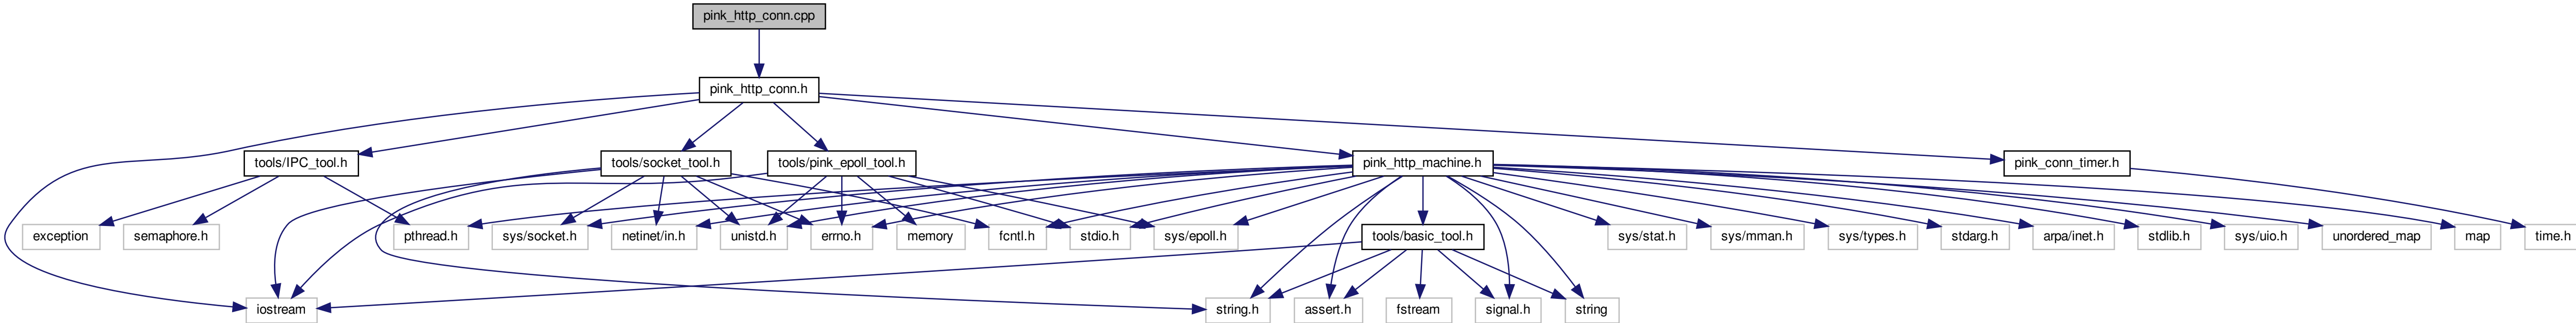 pink_http_conn.cpp
pink_http_conn.h
tools/IPC_tool.h
tools/socket_tool.h
tools/pink_epoll_tool.h
pink_http_machine.h
pink_conn_timer.h
exception
semaphore.h
pthread.h
sys/socket.h
netinet/in.h
unistd.h
errno.h
memory
fcntl.h
stdio.h
sys/epoll.h
tools/basic_tool.h
sys/stat.h
sys/mman.h
sys/types.h
stdarg.h
arpa/inet.h
stdlib.h
sys/uio.h
unordered_map
map
time.h
iostream
string.h
assert.h
fstream
signal.h
string